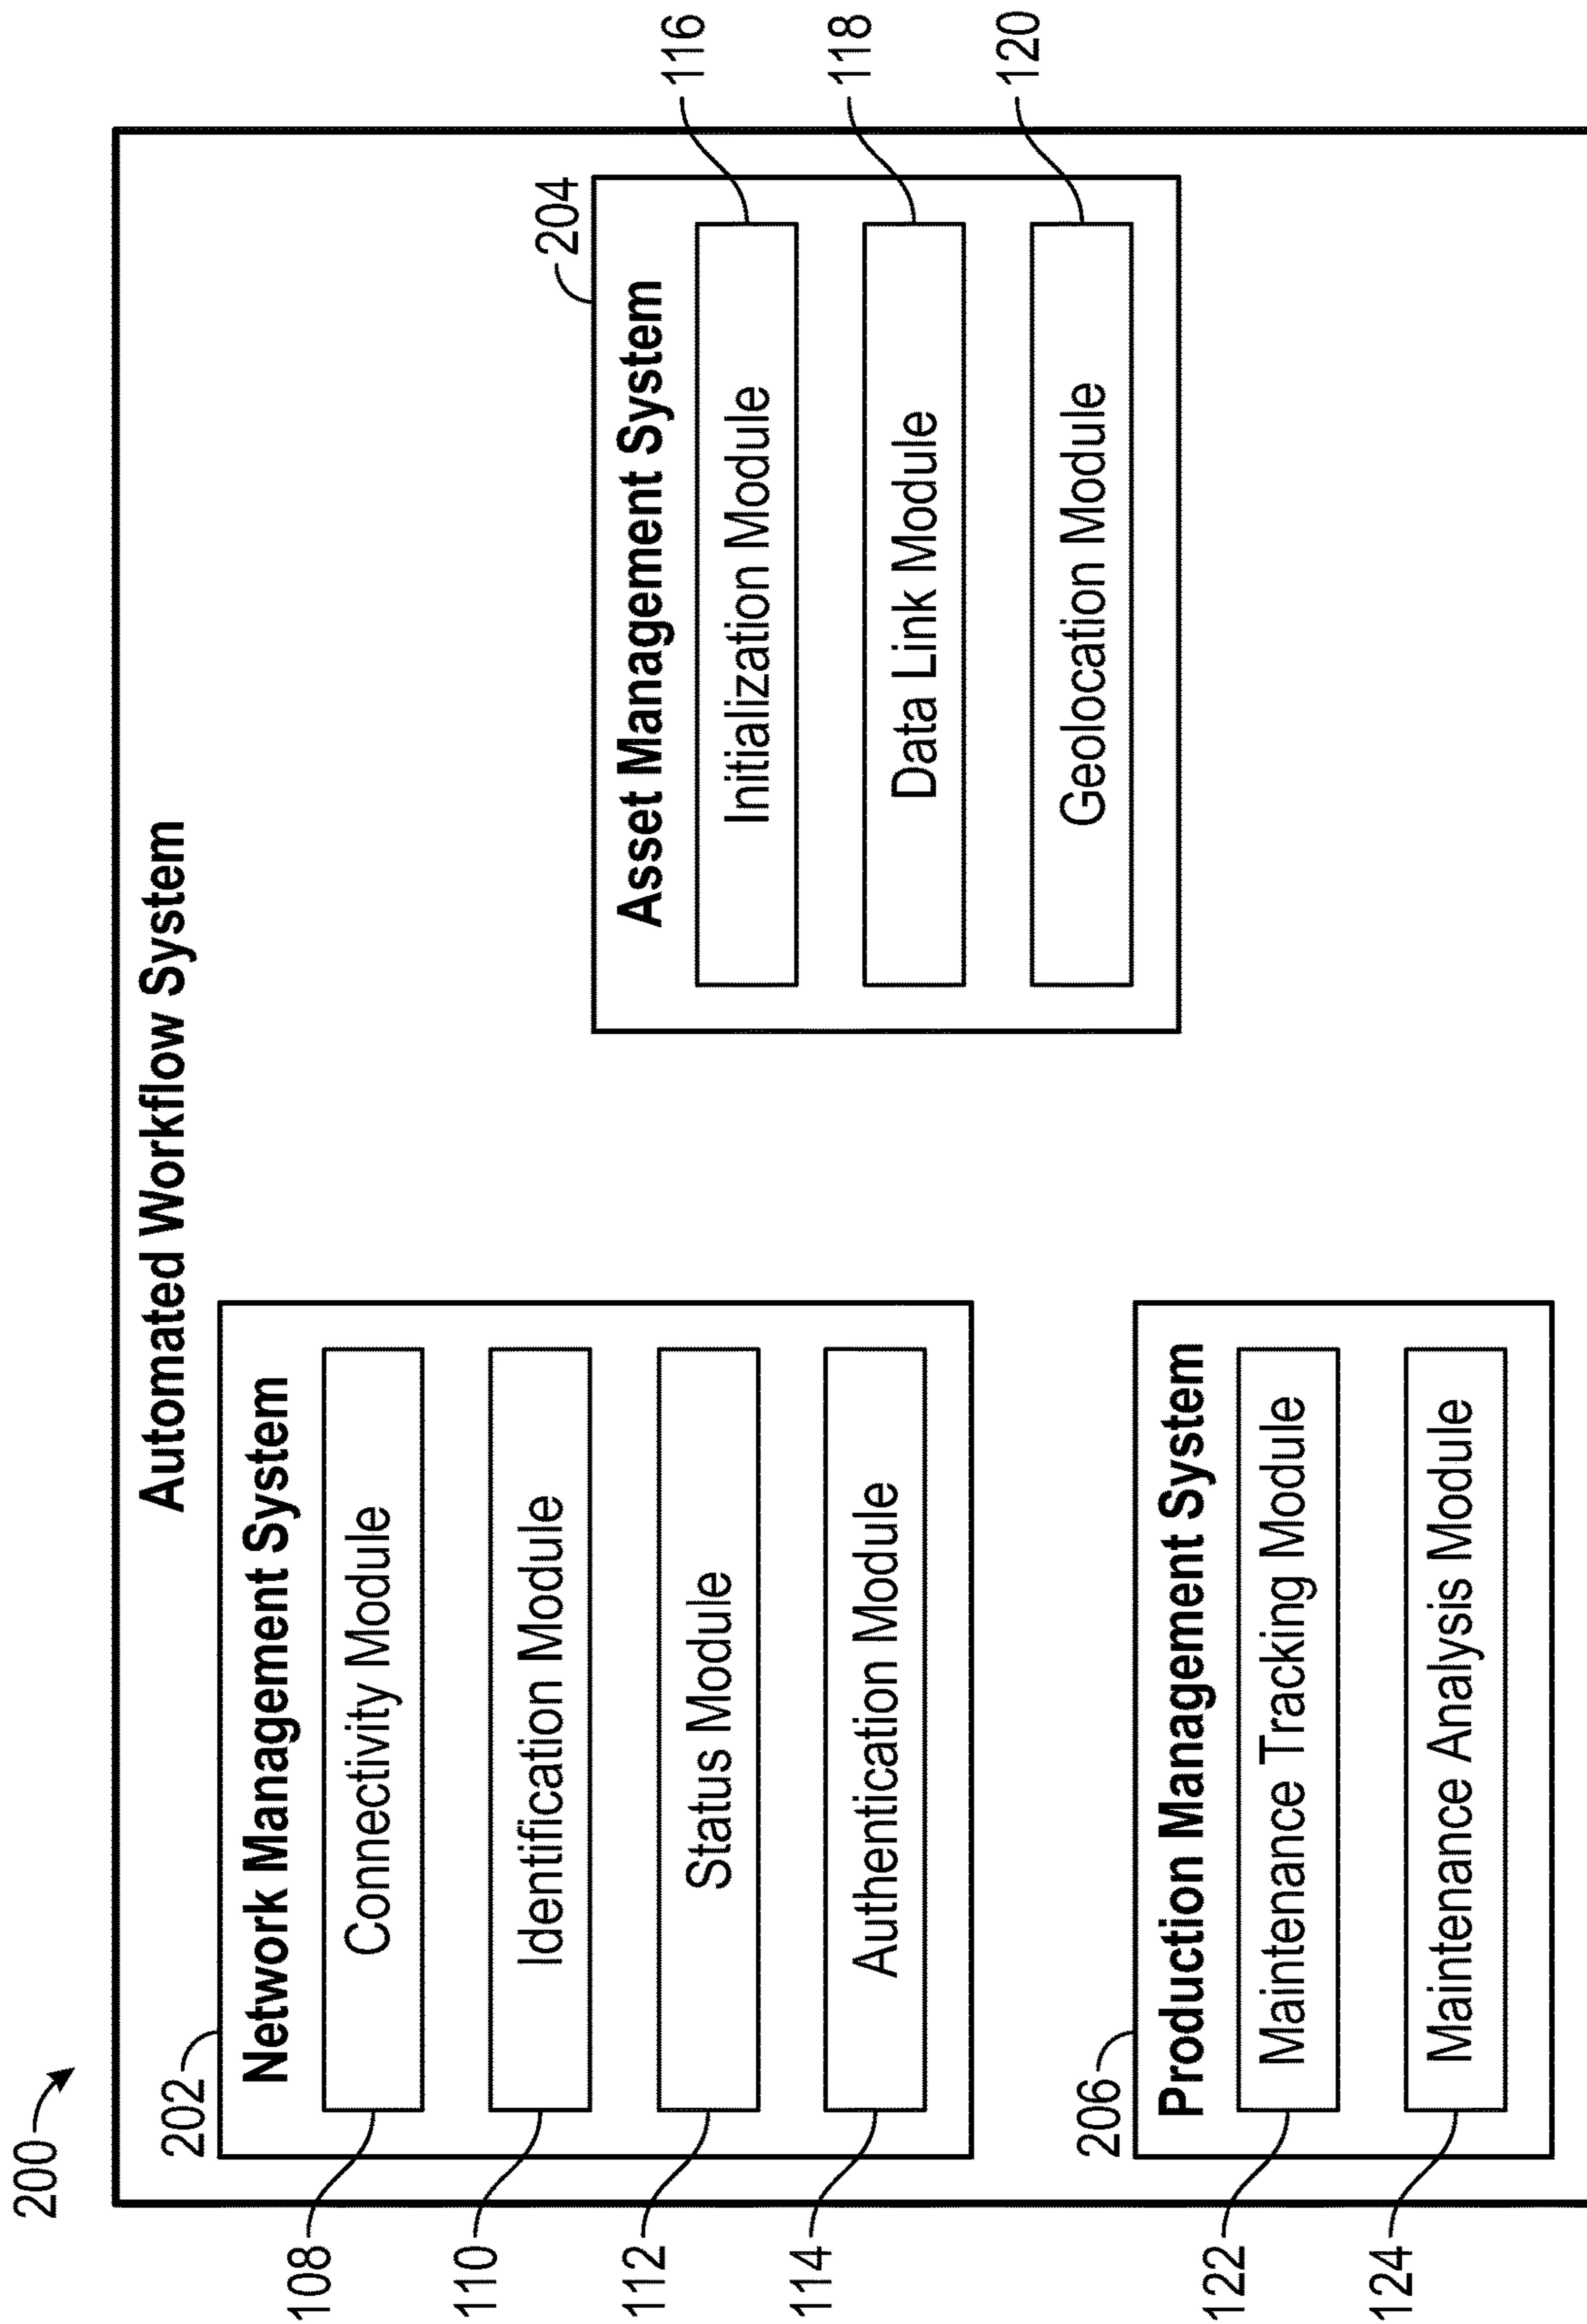 200
Automated Workflow System
202
Network Management System
108
Connectivity Module
110
Identification Module
112
Status Module
114
Authentication Module
204
Asset Management System
Initialization Module
116
Data Link Module
118
Geolocation Module
120
206
Production Management System
122
Maintenance Tracking Module
124
Maintenance Analysis Module